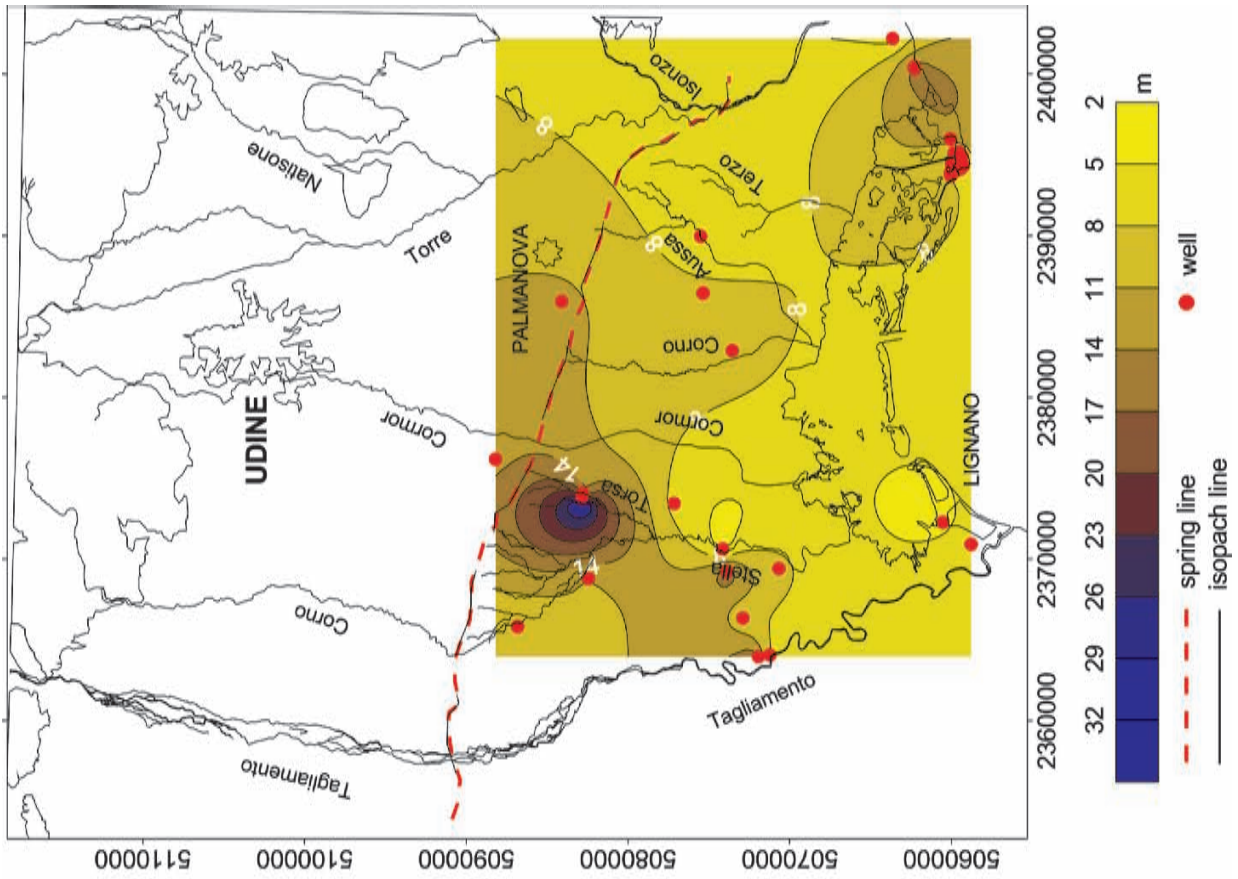 Natisone
Torre
UDINE
Cormor
Corno
Tagliamento
Isonzo
8
Terzo
PALMANOVA
8
Aussa
8
Corno
Cormor
14
Torsa
14
Stella
Tagliamento
LIGNANO
2360000
2370000
2380000
2390000
2400000
5110000
5100000
5090000
5080000
5070000
5060000
32
29
26
23
20
17
14
11
8
5
2
m
spring line
isopach line
well